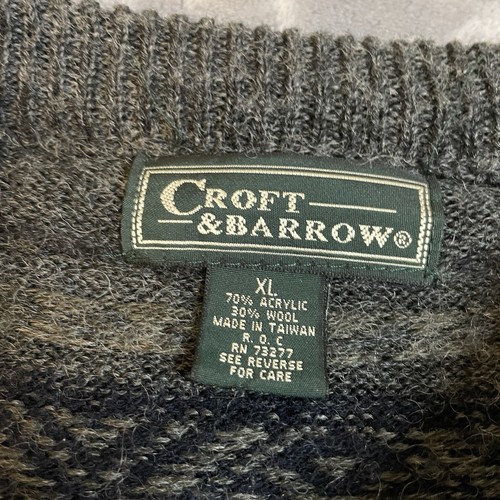 CROFT
&BARROW®
XL
70% ACRYLIC
30% WOOL
MADE IN TAIWAN
R. O. C
RN 73277
SEE REVERSE
FOR CARE